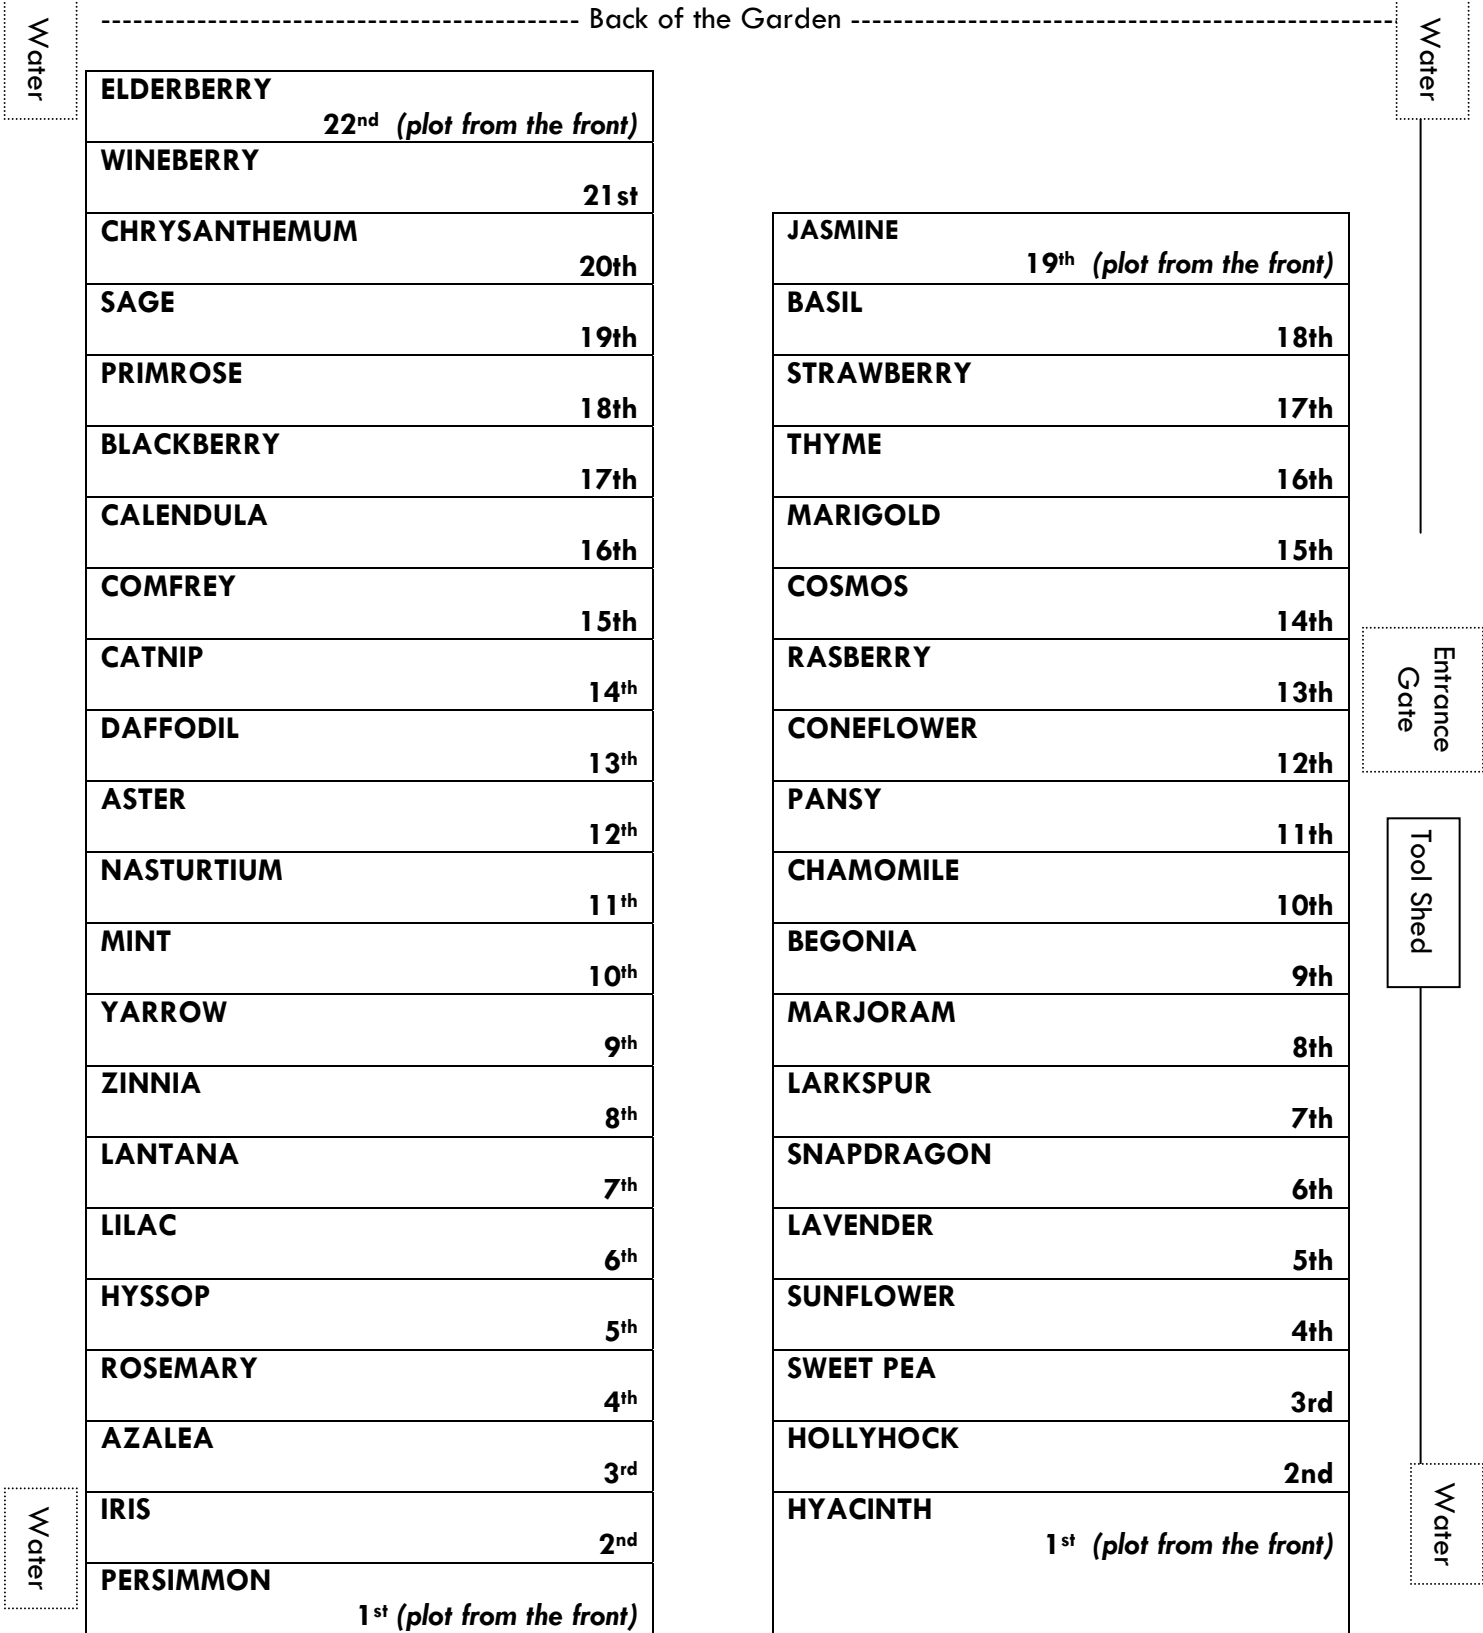 ---------------------------------------------- Back of the Garden ----------------------------------------------------
Water
Water
ELDERBERRY
22nd (plot from the front)
WINEBERRY
21st
CHRYSANTHEMUM
20th
SAGE
19th
PRIMROSE
18th
BLACKBERRY
17th
CALENDULA
16th
COMFREY
15th
CATNIP
14th
DAFFODIL
13th
ASTER
12th
NASTURTIUM
11th
MINT
10th
YARROW
9th
ZINNIA
8th
LANTANA
7th
LILAC
6th
HYSSOP
5th
ROSEMARY
4th
AZALEA
3rd
IRIS
2nd
PERSIMMON
1st (plot from the front)
Water
JASMINE
19th (plot from the front)
BASIL
18th
STRAWBERRY
17th
THYME
16th
MARIGOLD
15th
COSMOS
14th
RASBERRY
13th
CONEFLOWER
12th
PANSY
11th
CHAMOMILE
10th
BEGONIA
9th
MARJORAM
8th
LARKSPUR
7th
SNAPDRAGON
6th
LAVENDER
5th
SUNFLOWER
4th
SWEET PEA
3rd
HOLLYHOCK
2nd
HYACINTH
1st (plot from the front)
Entrance
Gate
Tool Shed
Water